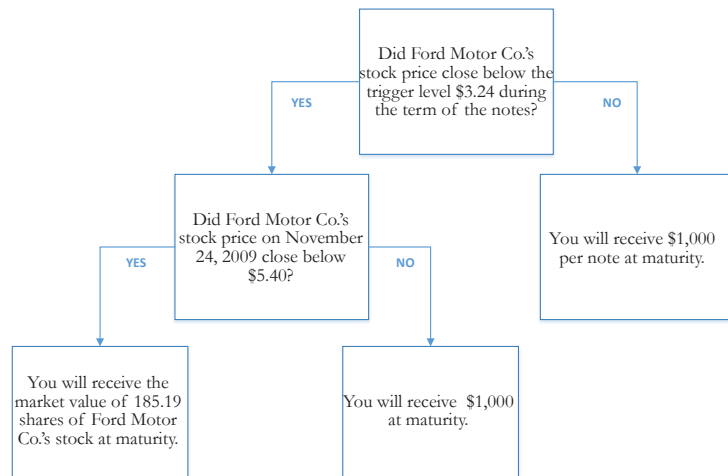 Did Ford Motor Co.'s
stock price close below the
trigger level $3.24 during
the term of the notes?
YES
NO
Did Ford Motor Co.'s
stock price on November
24, 2009 close below
$5.40?
You will receive $1,000
per note at maturity.
YES
NO
You will receive the
market value of 185.19
shares of Ford Motor
Co.'s stock at maturity.
You will receive $1,000
at maturity.